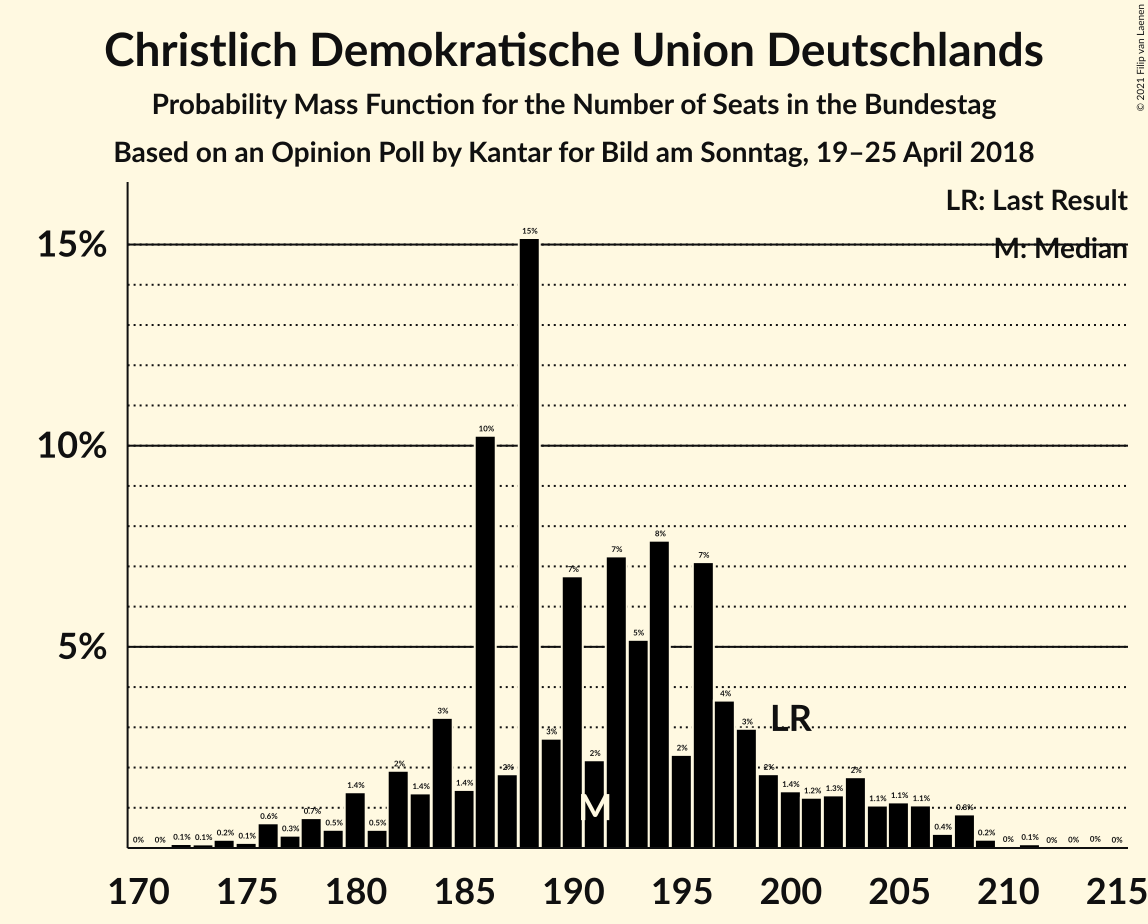 Christlich Demokratische Union Deutschlands
Probability Mass Function for the Number of Seats in the Bundestag
Based on an Opinion Poll by Kantar for Bild am Sonntag, 19–25 April 2018
© 2021 Filip van Laenen
LR: Last Result
M: Median
15%
10%
5%
0% 0% 0.1% 0.1% 0.2% 0.1% 0.6% 0.3% 0.7% 0.5% 1.4% 0.5% 2% 1.4% 3% 1.4% 10% 2% 15% 3% 7% 2% 7% 5% 8% 2% 7% 4% 3% 2% 1.4% 1.2% 1.3% 2% 1.1% 1.1% 1.1% 0.4% 0.8% 0.2% 0% 0.1% 0% 0% 0% 0%
LR
M
170 175 180 185 190 195 200 205 210 215